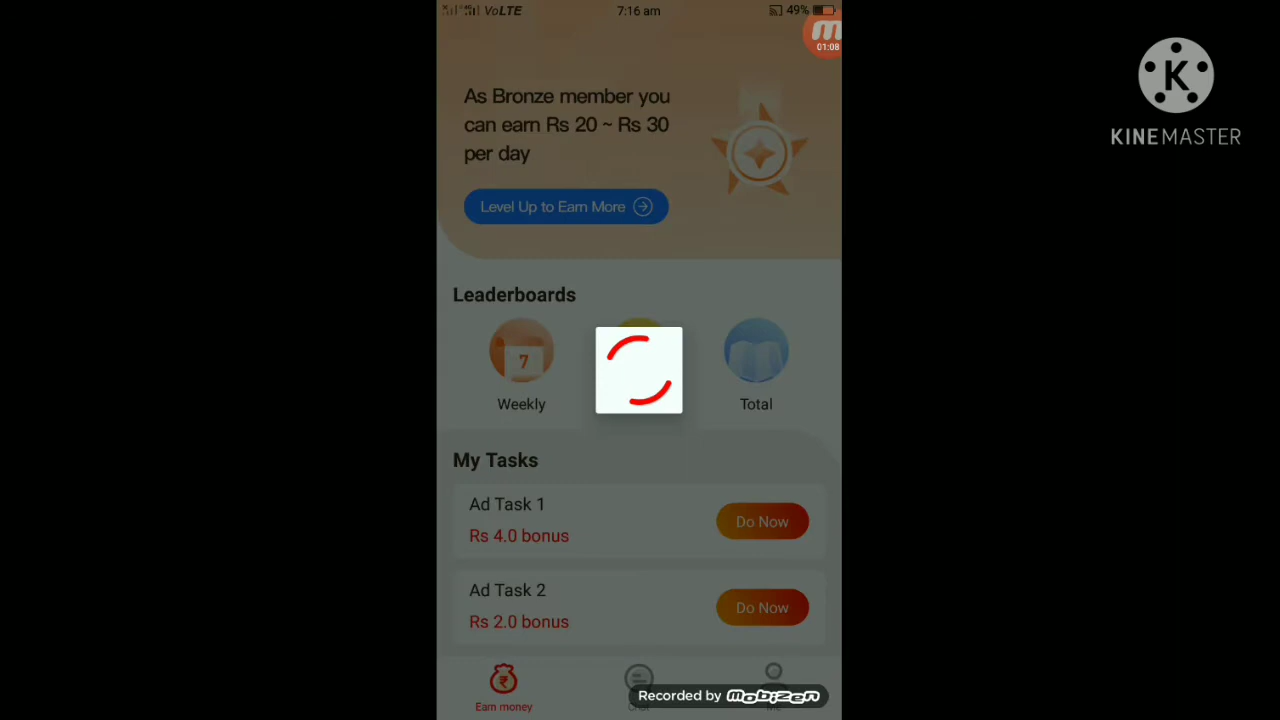 VoLTE
7:16 am
49%
01:08
As Bronze member you
can earn Rs 20 ~ Rs 30
per day
Level Up to Earn More
K
KINEMASTER
Leaderboards
7
Weekly
Total
My Tasks
Ad Task 1
Rs 4.0 bonus
Do Now
Ad Task 2
Rs 2.0 bonus
Do Now
₹
Earn money
Recorded by Mobizen